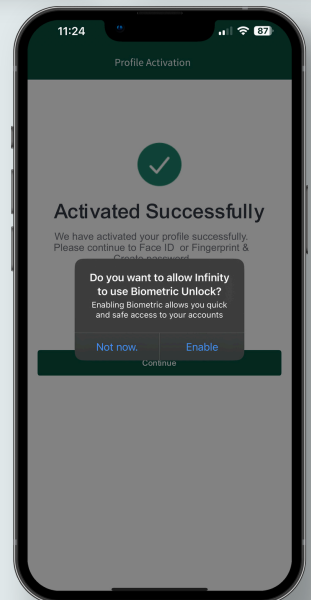 11:24
87
Profile Activation
Activated Successfully
We have activated your profile successfully.
Please continue to Face ID or Fingerprint &
Create password
Do you want to allow Infinity
to use Biometric Unlock?
Enabling Biometric allows you quick
and safe access to your accounts
Not now. Enable
Continue